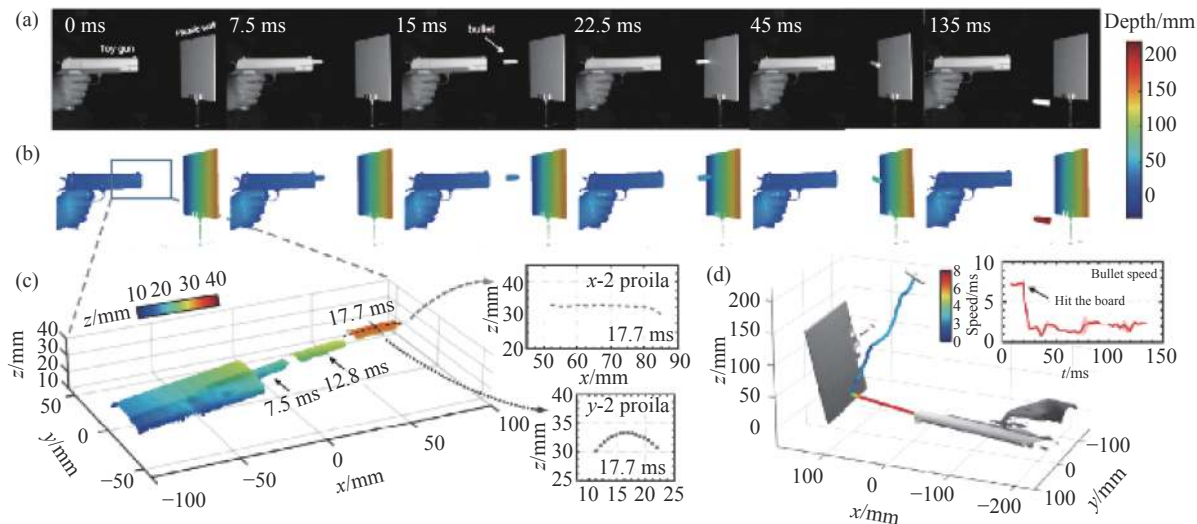 (a)
0 ms
7.5 ms
15 ms
22.5 ms
45 ms
135 ms
Depth/mm
Toy gun
bullet
200
150
100
50
0
(b)
(c)
10 20 30 40
z/mm
17.7 ms
12.8 ms
7.5 ms
40
30
20
10
z/mm
50
0
−50
y/mm
−100
−50
0
50
100
x/mm
x-2 proila
40
30
20
z/mm
17.7 ms
50 60 70 80 90
x/mm
y-2 proila
40
35
30
25
z/mm
17.7 ms
10 15 20 25
(d)
200
150
100
50
0
z/mm
8
6
4
3
0
Speed/ms
10
5
0
Bullet speed
Hit the board
0 50 100 150
t/ms
100
0
−100
−200
x/mm
−100
0
100
y/mm